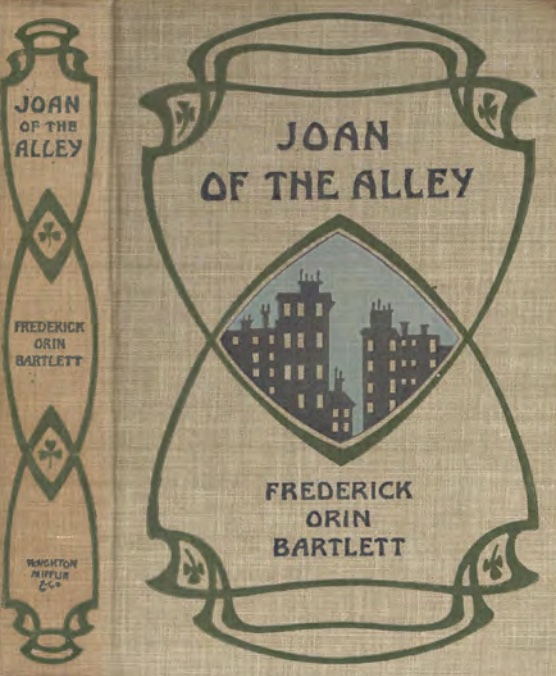 JOAN
OF THE
ALLEY
FREDERICK
ORIN
BARTLETT
HOUGHTON
MIFFLIN
& Co
JOAN
OF THE ALLEY
FREDERICK
ORIN
BARTLETT